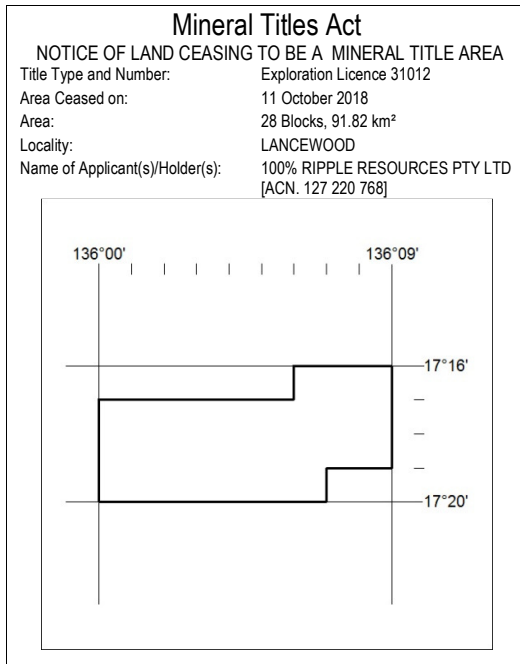 Mineral Titles Act
NOTICE OF LAND CEASING TO BE A MINERAL TITLE AREA
Title Type and Number: Exploration Licence 31012
Area Ceased on: 11 October 2018
Area: 28 Blocks, 91.82 km²
Locality: LANCEWOOD
Name of Applicant(s)/Holder(s): 100% RIPPLE RESOURCES PTY LTD
[ACN. 127 220 768]
136°00' 136°09'
17°16'
17°20'